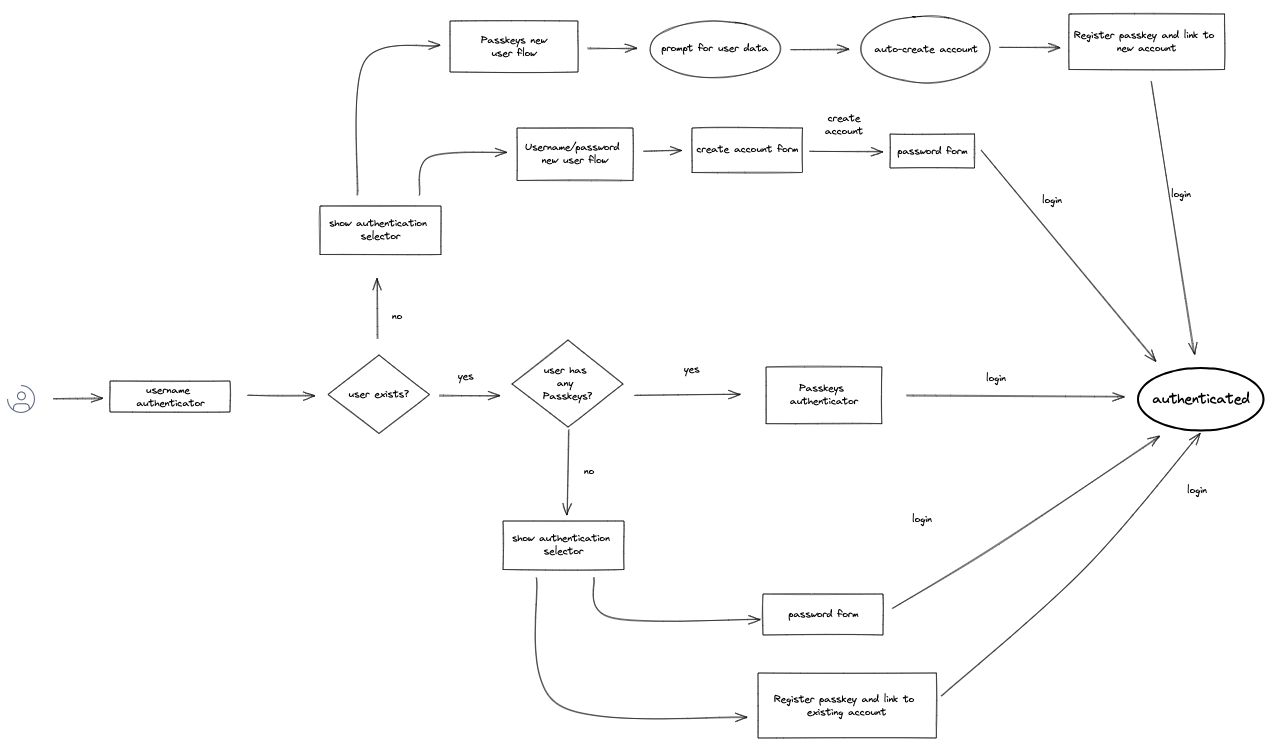 Passkeys new
user flow
prompt for user data
auto-create account
Register passkey and link to
new account
Username/password
new user flow
create account form
create
account
password form
login
login
show authentication
selector
no
username
authenticator
user exists?
yes
user has
any
Passkeys?
yes
Passkeys
authenticator
login
authenticated
no
login
login
show authentication
selector
password form
Register passkey and link to
existing account